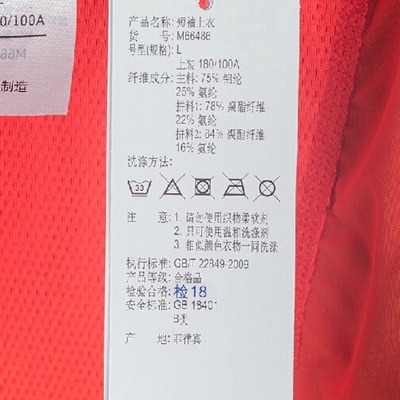 0/100A
制造
产品名称: 短袖上衣
货 号: M66486
号型(规格): L
上装 180/100A
纤维成分: 主料: 75% 锦纶
25% 氨纶
拼料1: 78% 聚酯纤维
22% 氨纶
拼料2: 84% 聚酯纤维
16% 氨纶
洗涤方法:
注 意: 1. 请勿使用织物柔软剂
2. 只可使用温和洗涤剂
3. 相似颜色衣物一同洗涤
执行标准: GB/T 22849-2009
产品等级: 合格品
检验合格: 检 18
安全标准: GB 18401
B类
产 地: 菲律宾